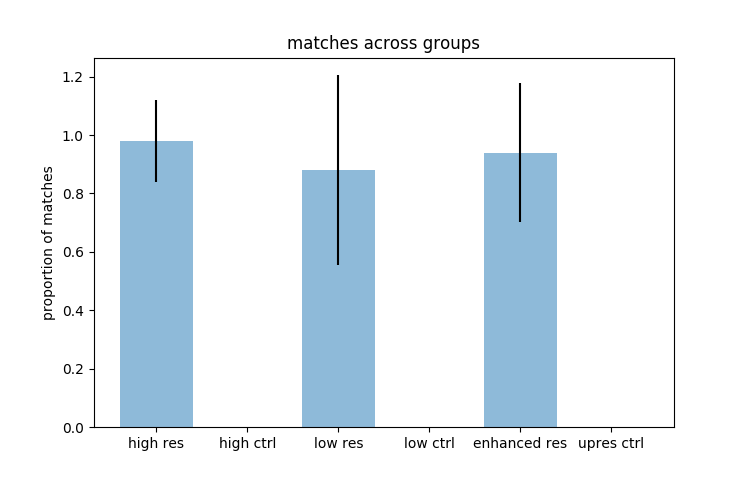 matches across groups
proportion of matches
1.2
1.0
0.8
0.6
0.4
0.2
0.0
high res high ctrl low res low ctrl enhanced res upres ctrl